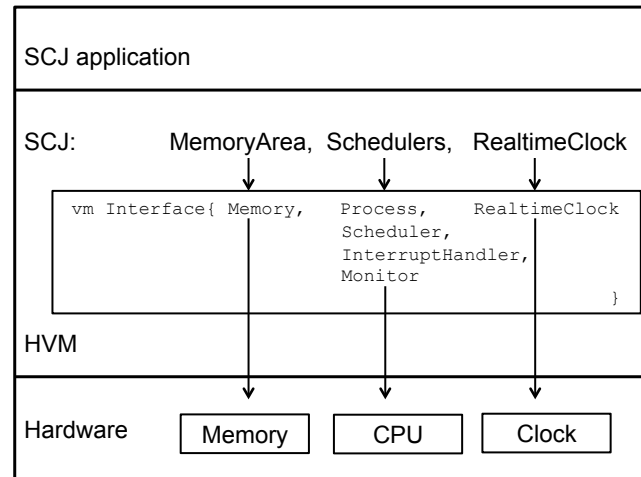 SCJ application
SCJ: MemoryArea, Schedulers, RealtimeClock
vm Interface{ Memory, Process, RealtimeClock
Scheduler,
InterruptHandler,
Monitor
}
HVM
Hardware Memory CPU Clock